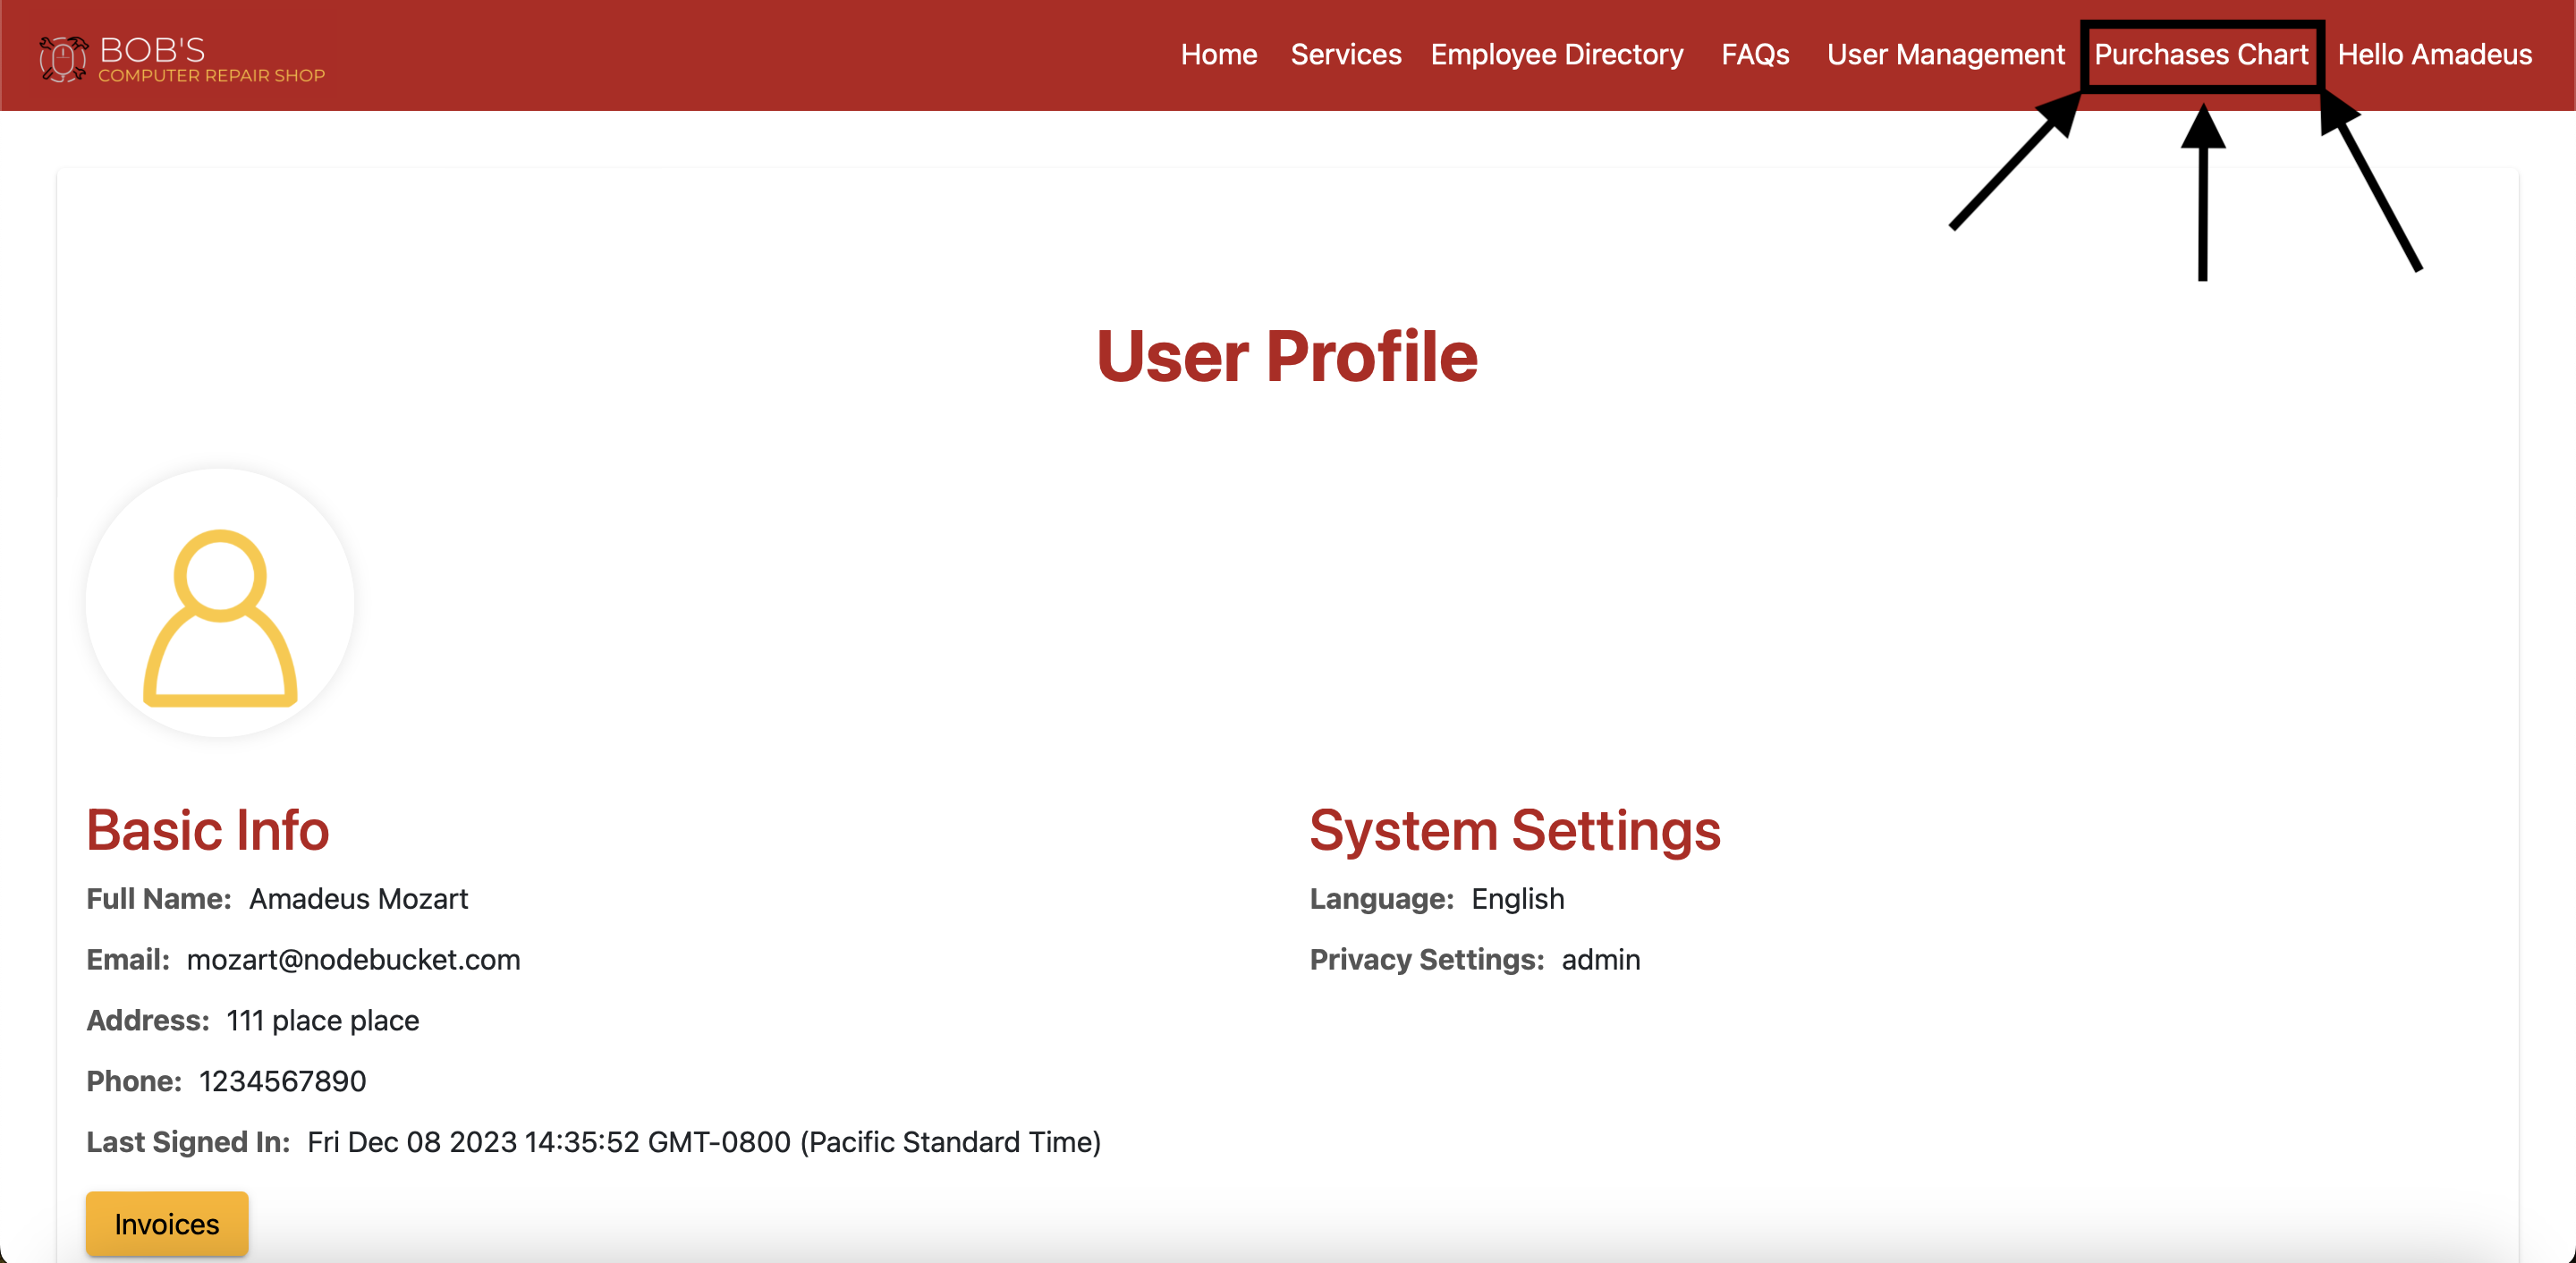 BOB'S
COMPUTER REPAIR SHOP
Home Services Employee Directory FAQs User Management Purchases Chart Hello Amadeus
User Profile
Basic Info
Full Name: Amadeus Mozart
Email: mozart@nodebucket.com
Address: 111 place place
Phone: 1234567890
Last Signed In: Fri Dec 08 2023 14:35:52 GMT-0800 (Pacific Standard Time)
Invoices
System Settings
Language: English
Privacy Settings: admin